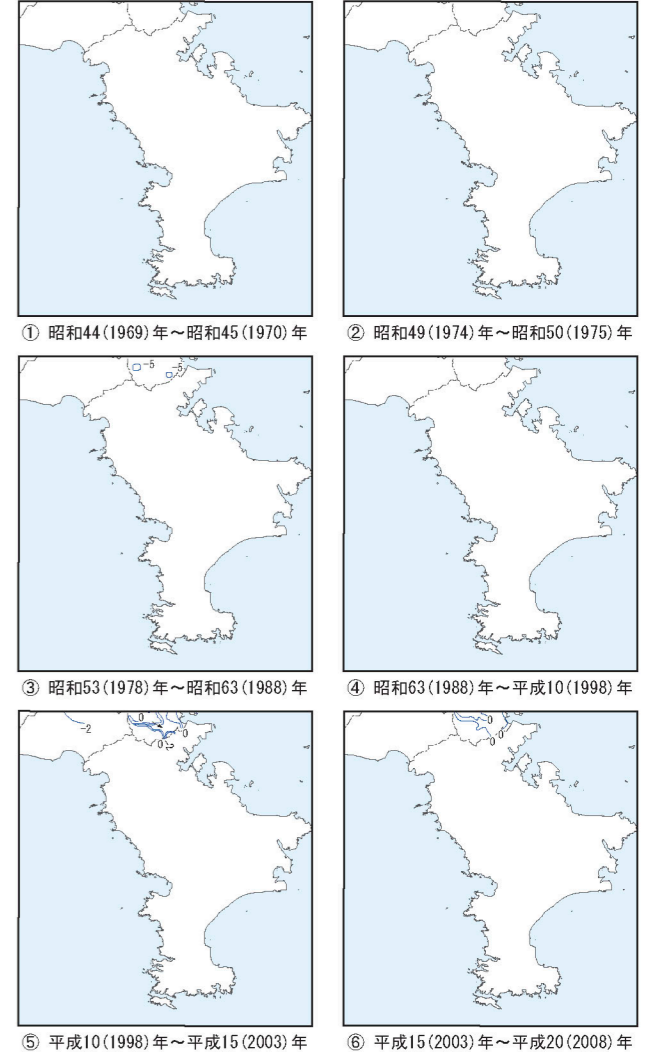 ① 昭和44(1969)年～昭和45(1970)年
② 昭和49(1974)年～昭和50(1975)年
-5 -5
③ 昭和53(1978)年～昭和63(1988)年
④ 昭和63(1988)年～平成10(1998)年
-2 0 0 0
⑤ 平成10(1998)年～平成15(2003)年
0 0 0
⑥ 平成15(2003)年～平成20(2008)年